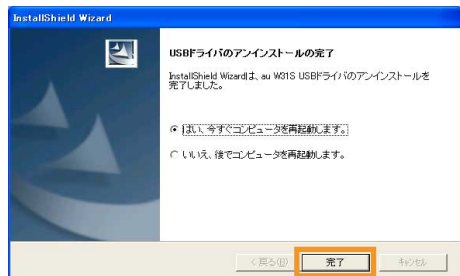 InstallShield Wizard
USBドライバのアンインストールの完了
InstallShield Wizardは、au W31S USBドライバのアンインストールを
完了しました。
はい、今すぐコンピュータを再起動します。
いいえ、後でコンピュータを再起動します。
< 戻る(B)
完了
キャンセル